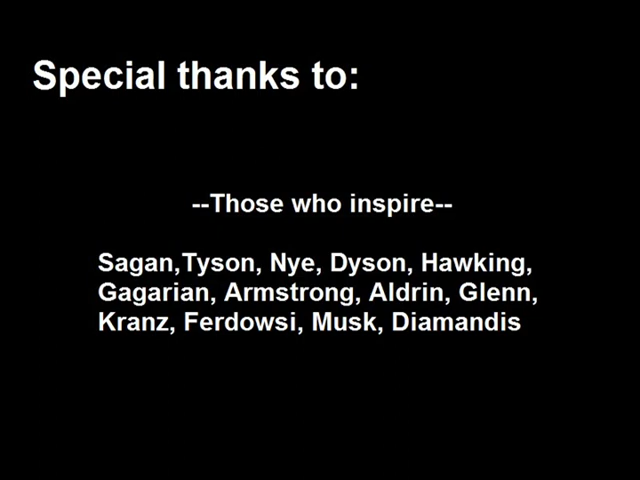 Special thanks to:
--Those who inspire--
Sagan,Tyson, Nye, Dyson, Hawking,
Gagarian, Armstrong, Aldrin, Glenn,
Kranz, Ferdowsi, Musk, Diamandis